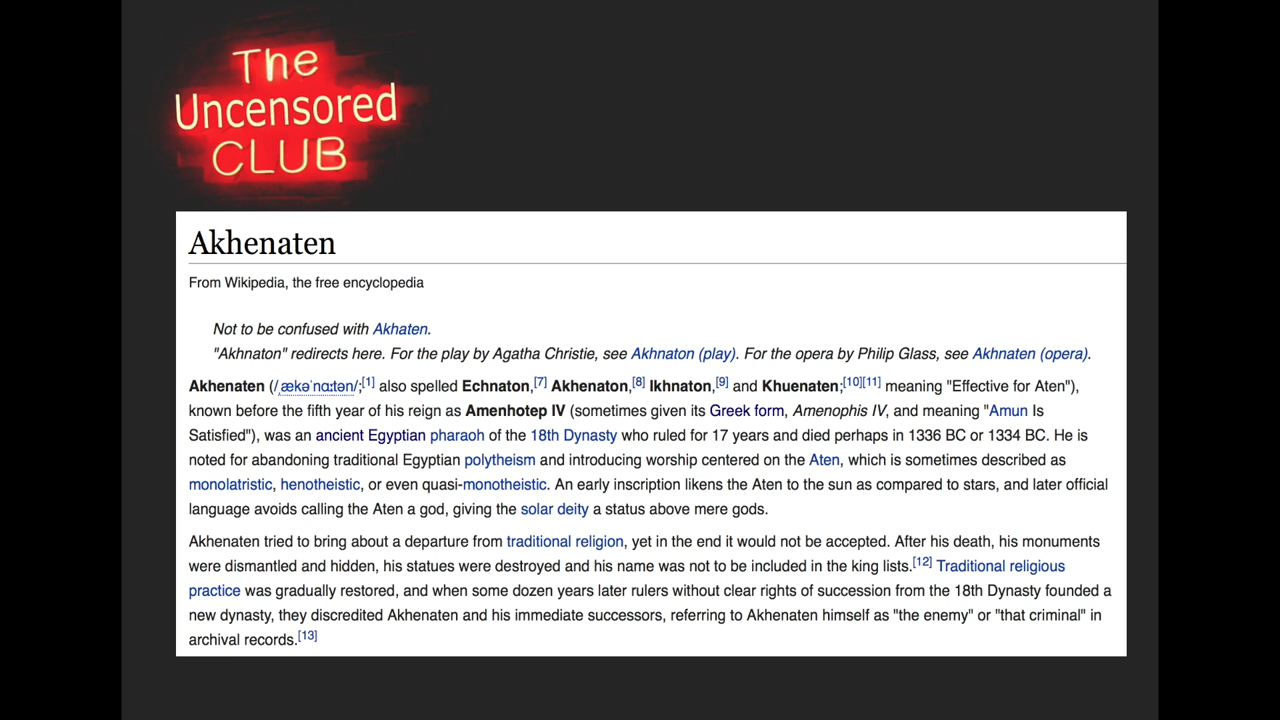 The
Uncensored
CLUB
Akhenaten
From Wikipedia, the free encyclopedia
Not to be confused with Akhaten.
"Akhnaton" redirects here. For the play by Agatha Christie, see Akhnaton (play). For the opera by Philip Glass, see Akhnaten (opera).
Akhenaten (/ˌækəˈnɑːtən/;[1] also spelled Echnaton,[7] Akhenaton,[8] Ikhnaton,[9] and Khuenaten;[10][11] meaning "Effective for Aten"),
known before the fifth year of his reign as Amenhotep IV (sometimes given its Greek form, Amenophis IV, and meaning "Amun Is
Satisfied"), was an ancient Egyptian pharaoh of the 18th Dynasty who ruled for 17 years and died perhaps in 1336 BC or 1334 BC. He is
noted for abandoning traditional Egyptian polytheism and introducing worship centered on the Aten, which is sometimes described as
monolatristic, henotheistic, or even quasi-monotheistic. An early inscription likens the Aten to the sun as compared to stars, and later official
language avoids calling the Aten a god, giving the solar deity a status above mere gods.
Akhenaten tried to bring about a departure from traditional religion, yet in the end it would not be accepted. After his death, his monuments
were dismantled and hidden, his statues were destroyed and his name was not to be included in the king lists.[12] Traditional religious
practice was gradually restored, and when some dozen years later rulers without clear rights of succession from the 18th Dynasty founded a
new dynasty, they discredited Akhenaten and his immediate successors, referring to Akhenaten himself as "the enemy" or "that criminal" in
archival records.[13]